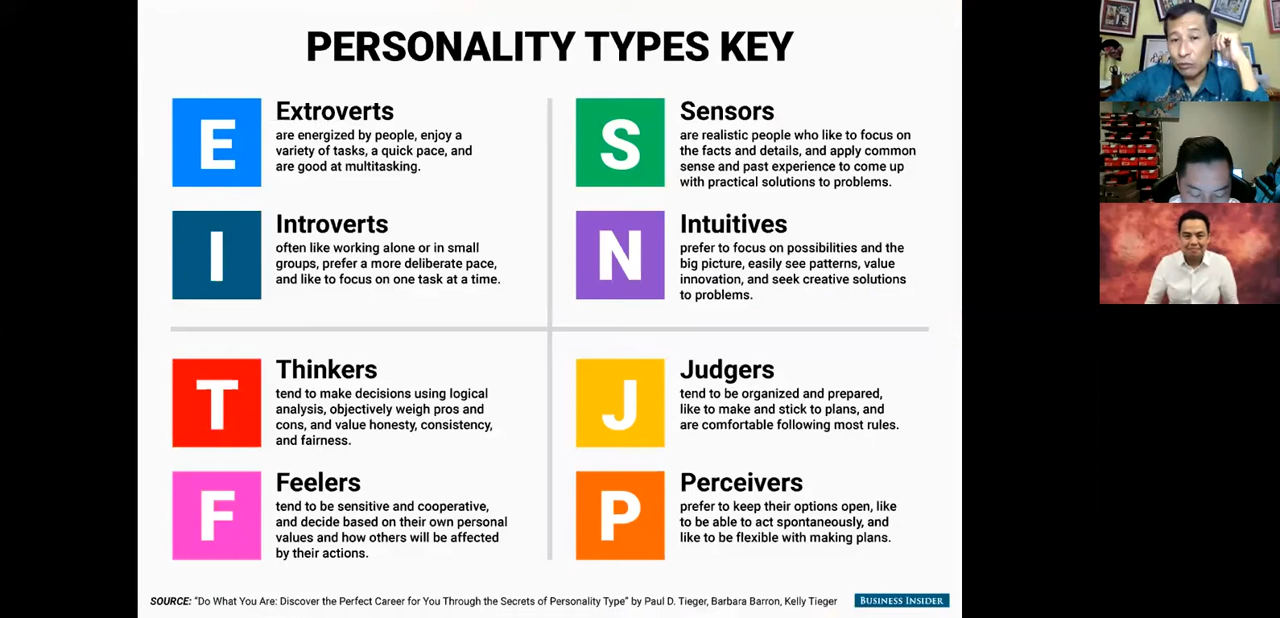 PERSONALITY TYPES KEY
E
Extroverts
are energized by people, enjoy a
variety of tasks, a quick pace, and
are good at multitasking.
I
Introverts
often like working alone or in small
groups, prefer a more deliberate pace,
and like to focus on one task at a time.
S
Sensors
are realistic people who like to focus on
the facts and details, and apply common
sense and past experience to come up
with practical solutions to problems.
N
Intuitives
prefer to focus on possibilities and the
big picture, easily see patterns, value
innovation, and seek creative solutions
to problems.
T
Thinkers
tend to make decisions using logical
analysis, objectively weigh pros and
cons, and value honesty, consistency,
and fairness.
F
Feelers
tend to be sensitive and cooperative,
and decide based on their own personal
values and how others will be affected
by their actions.
J
Judgers
tend to be organized and prepared,
like to make and stick to plans, and
are comfortable following most rules.
P
Perceivers
prefer to keep their options open, like
to be able to act spontaneously, and
like to be flexible with making plans.
SOURCE: "Do What You Are: Discover the Perfect Career for You Through the Secrets of Personality Type" by Paul D. Tieger, Barbara Barron, Kelly Tieger
BUSINESS INSIDER